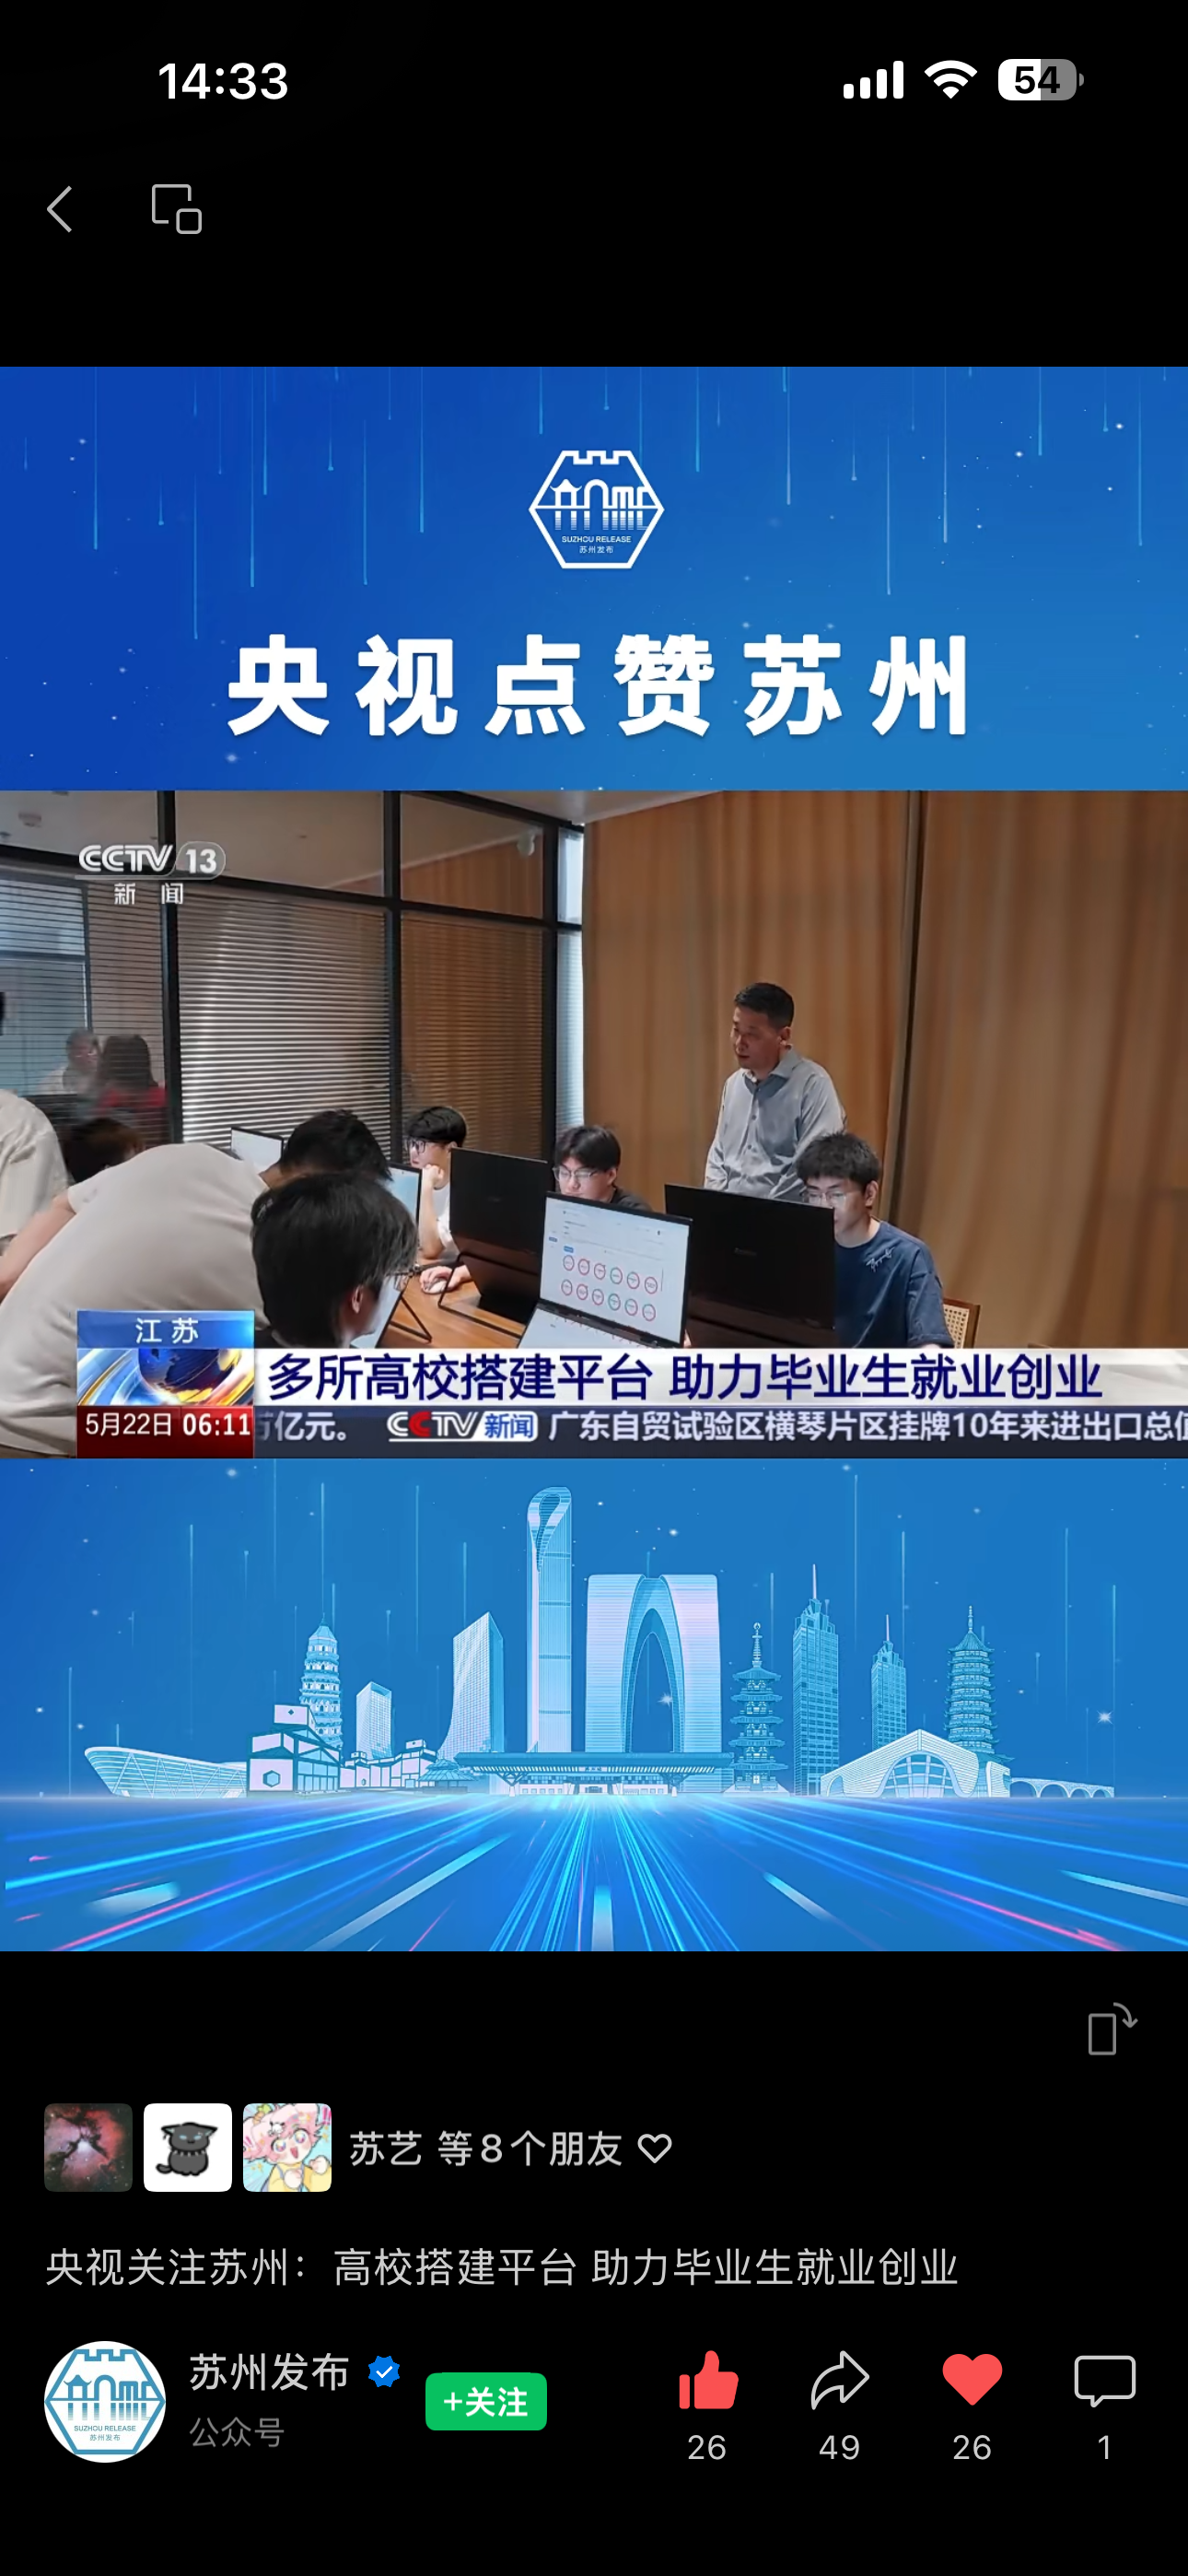 14:33
54
SUZHOU RELEASE
苏州发布
央视点赞苏州
CCTV 13
新 闻
江苏
多所高校搭建平台 助力毕业生就业创业
5月22日 06:11
亿元。 CCTV新闻 广东自贸试验区横琴片区挂牌10年来进出口总
苏艺 等8个朋友
央视关注苏州：高校搭建平台 助力毕业生就业创业
SUZHOU RELEASE
苏州发布
苏州发布
公众号
+关注
26
49
26
1